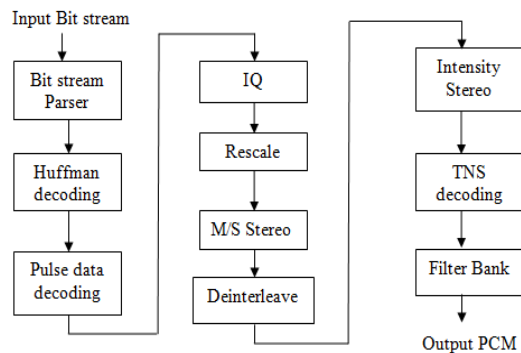 Input Bit stream
Bit stream
Parser
Huffman
decoding
Pulse data
decoding
IQ
Rescale
M/S Stereo
Deinterleave
Intensity
Stereo
TNS
decoding
Filter Bank
Output PCM